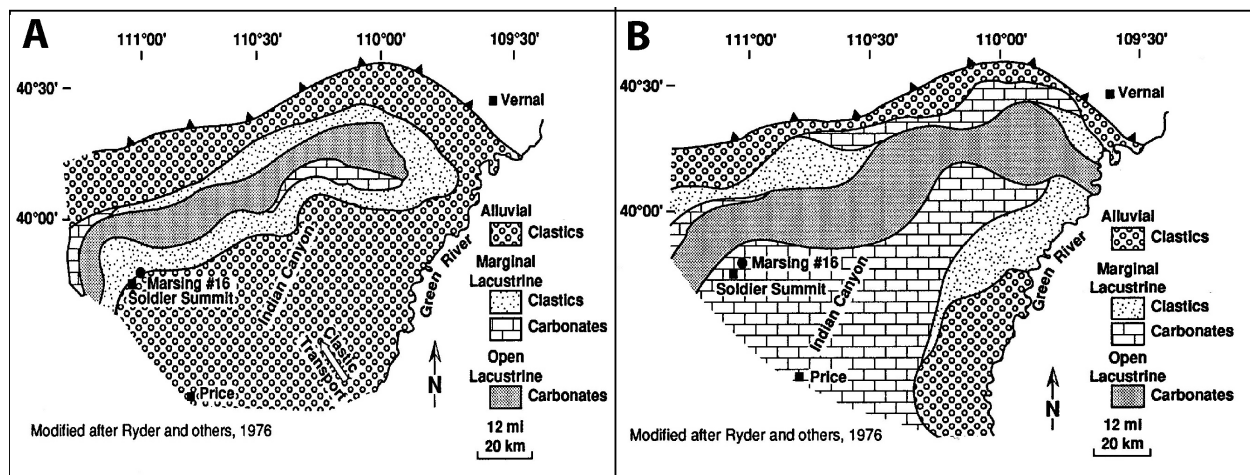 A
111°00'
110°30'
110°00'
109°30'
40°30'
Vernal
40°00'
Marsing #16
Soldier Summit
Indian Canyon
Clastic
Transport
Green River
Price
Alluvial
Clastics
Marginal
Lacustrine
Clastics
Carbonates
Open
Lacustrine
Carbonates
N
12 mi
20 km
Modified after Ryder and others, 1976
B
111°00'
110°30'
110°00'
109°30'
40°30'
Vernal
40°00'
Marsing #16
Soldier Summit
Indian Canyon
Green River
Price
Alluvial
Clastics
Marginal
Lacustrine
Clastics
Carbonates
Open
Lacustrine
Carbonates
N
12 mi
20 km
Modified after Ryder and others, 1976